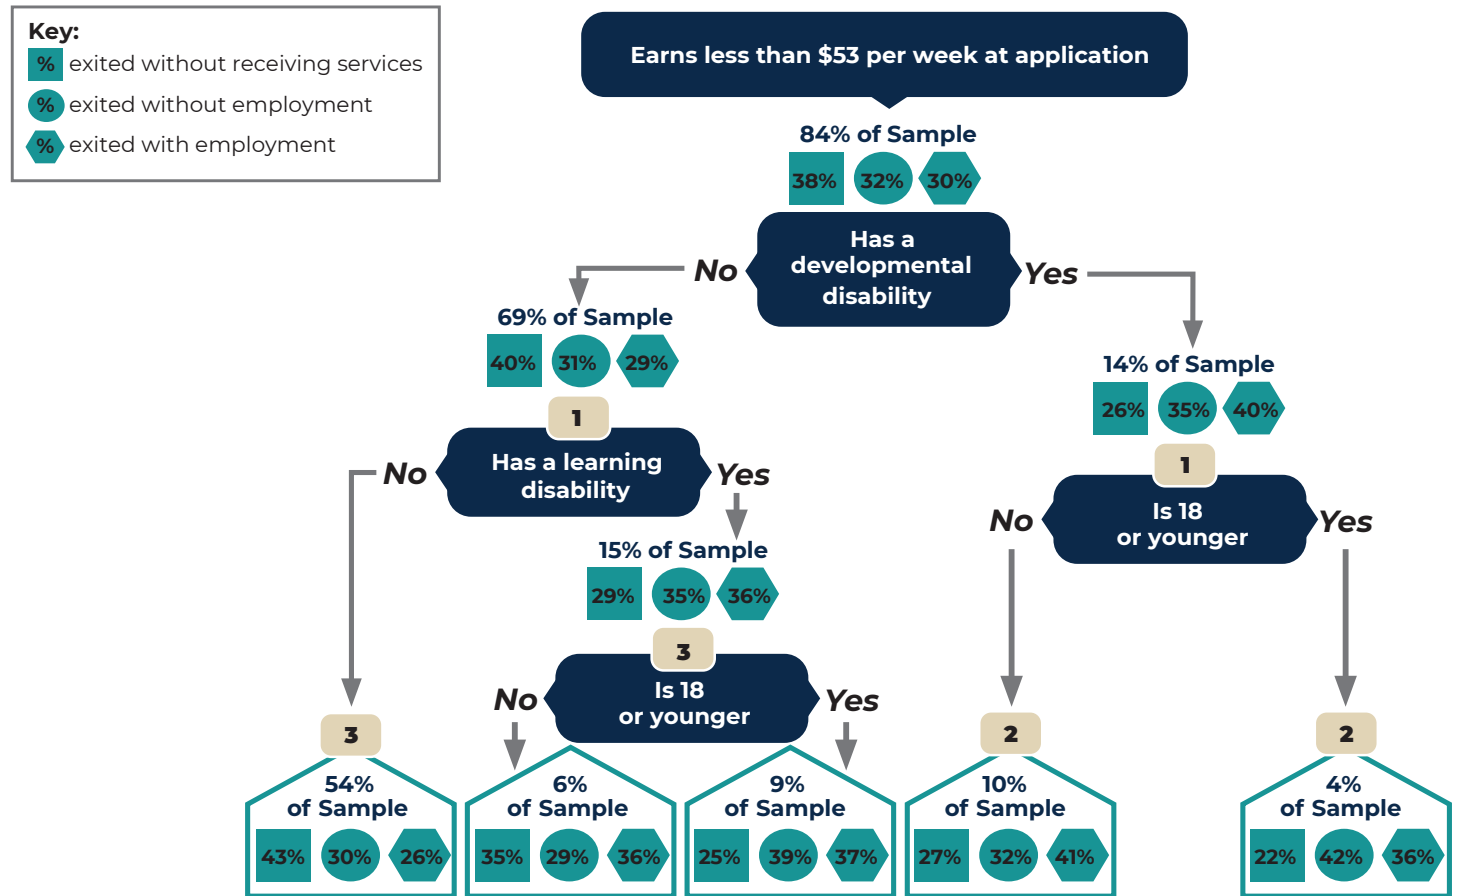 Key:
% exited without receiving services
% exited without employment
% exited with employment
Earns less than $53 per week at application
84% of Sample
38% 32% 30%
Has a
developmental
disability
No
Yes
69% of Sample
40% 31% 29%
14% of Sample
26% 35% 40%
1
Has a learning
disability
No
Yes
1
Is 18
or younger
No
Yes
15% of Sample
29% 35% 36%
3
Is 18
or younger
No
Yes
3
54%
of Sample
43% 30% 26%
6%
of Sample
35% 29% 36%
9%
of Sample
25% 39% 37%
2
10%
of Sample
27% 32% 41%
2
4%
of Sample
22% 42% 36%